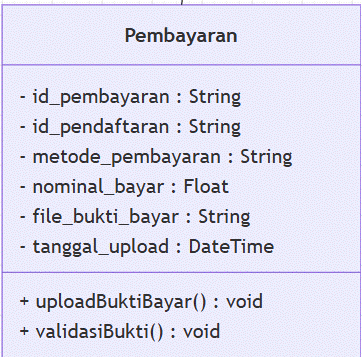 Pembayaran
- id_pembayaran : String
- id_pendaftaran : String
- metode_pembayaran : String
- nominal_bayar : Float
- file_bukti_bayar : String
- tanggal_upload : DateTime
+ uploadBuktiBayar() : void
+ validasiBukti() : void